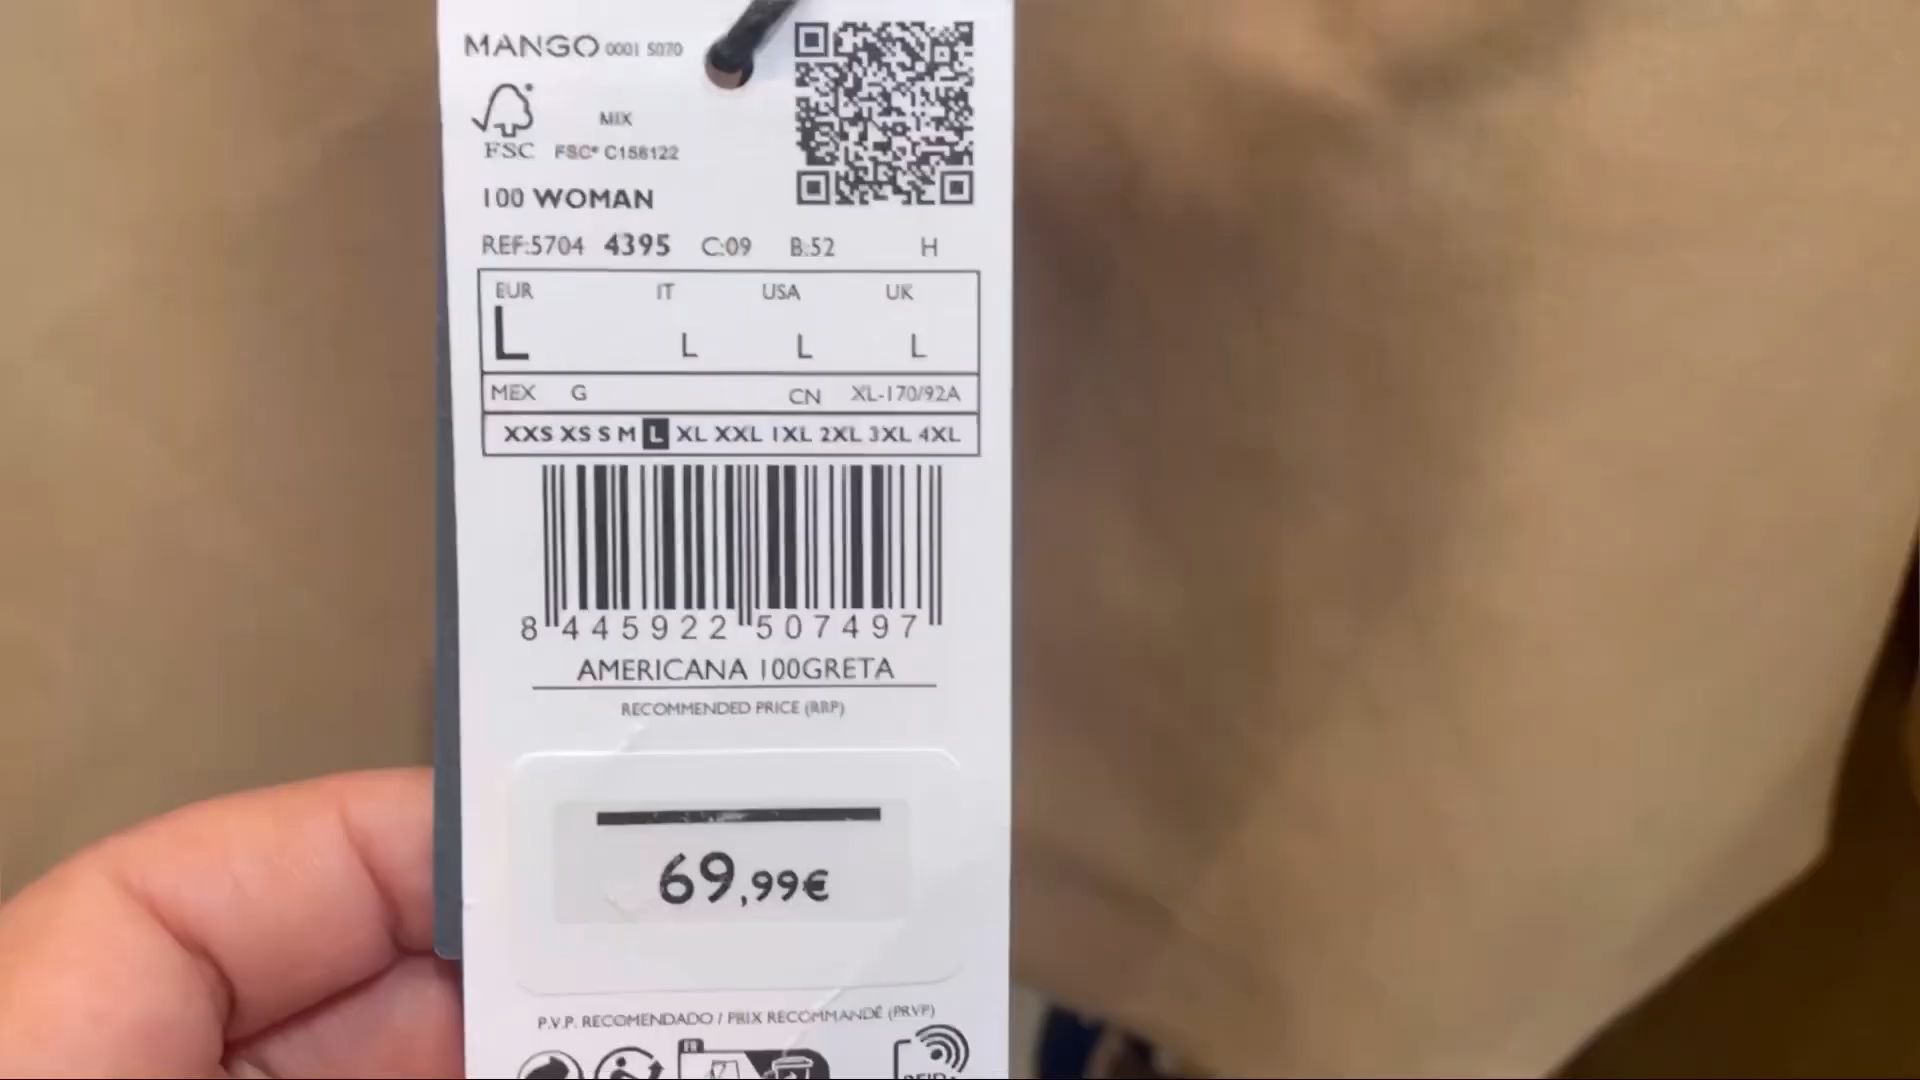 MANGO 0001 5070
MIX
FSC FSC® C158122
100 WOMAN
REF:5704 4395 C:09 B:52 H
EUR IT USA UK
L L L L
MEX G CN XL-170/92A
XXS XS S M L XL XXL 1XL 2XL 3XL 4XL
8 445922 507497
AMERICANA 100GRETA
RECOMMENDED PRICE (RRP)
69,99€
P.V.P. RECOMENDADO / PRIX RECOMMANDÉ (PRVP)
FR